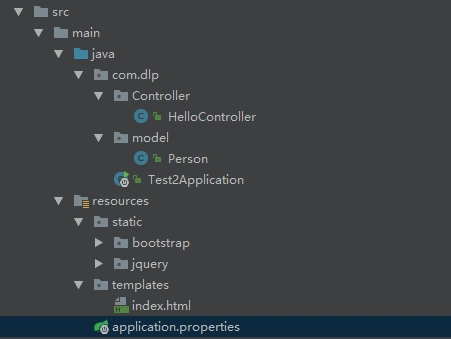 src
main
java
com.dlp
Controller
HelloController
model
Person
Test2Application
resources
static
bootstrap
jquery
templates
index.html
application.properties